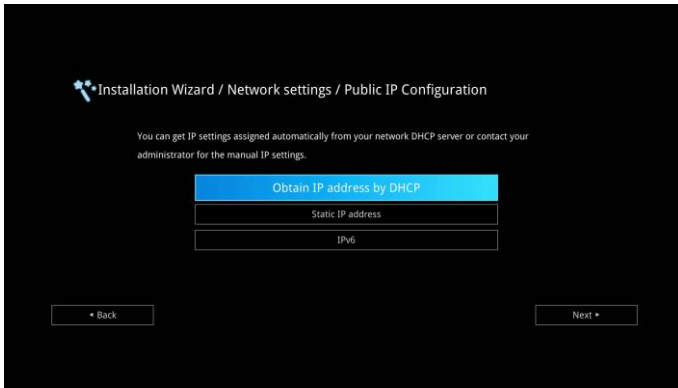 Installation Wizard / Network settings / Public IP Configuration
You can get IP settings assigned automatically from your network DHCP server or contact your
administrator for the manual IP settings.
Obtain IP address by DHCP
Static IP address
IPv6
◂ Back
Next ▸